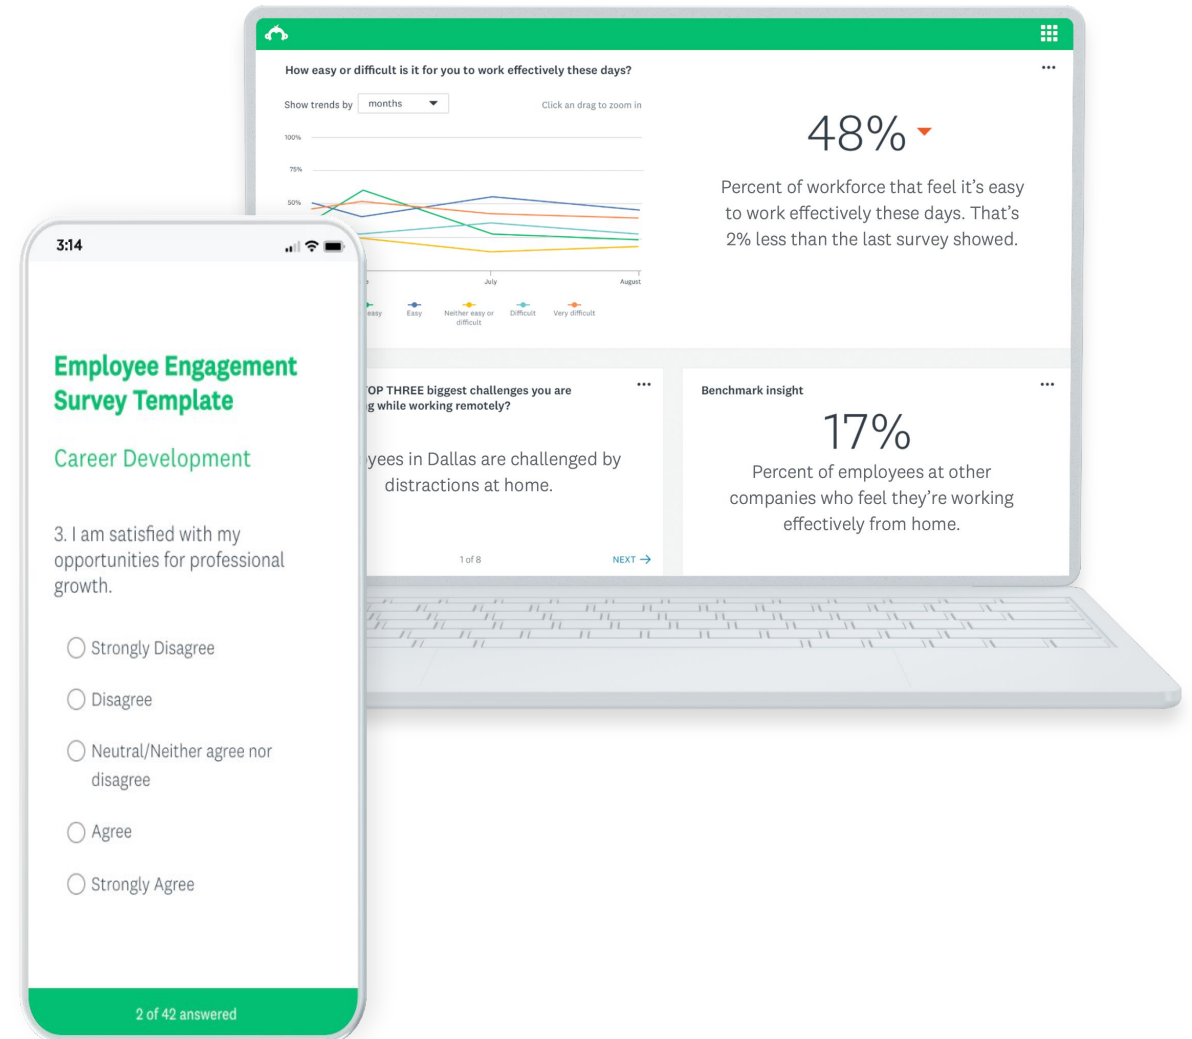 How easy or difficult is it for you to work effectively these days?
Show trends by months
Click an drag to zoom in
100%
75%
50%
July
August
easy
Easy
Neither easy or
difficult
Difficult
Very difficult
48%
Percent of workforce that feel it's easy
to work effectively these days. That's
2% less than the last survey showed.
TOP THREE biggest challenges you are
while working remotely?
in Dallas are challenged by
distractions at home.
1 of 8
NEXT →
Benchmark insight
17%
Percent of employees at other
companies who feel they're working
effectively from home.
3:14
Employee Engagement
Survey Template
Career Development
3. I am satisfied with my
opportunities for professional
growth.
Strongly Disagree
Disagree
Neutral/Neither agree nor
disagree
Agree
Strongly Agree
2 of 42 answered